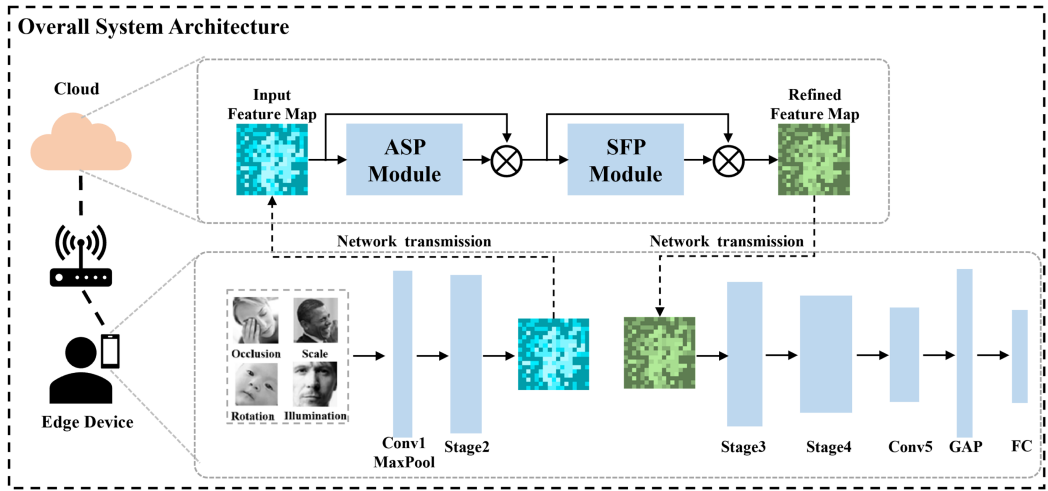 Overall System Architecture
Cloud
Input
Feature Map
ASP
Module
SFP
Module
Refined
Feature Map
Network transmission
Network transmission
Occlusion
Scale
Rotation
Illumination
Edge Device
Conv1
MaxPool
Stage2
Stage3
Stage4
Conv5
GAP
FC